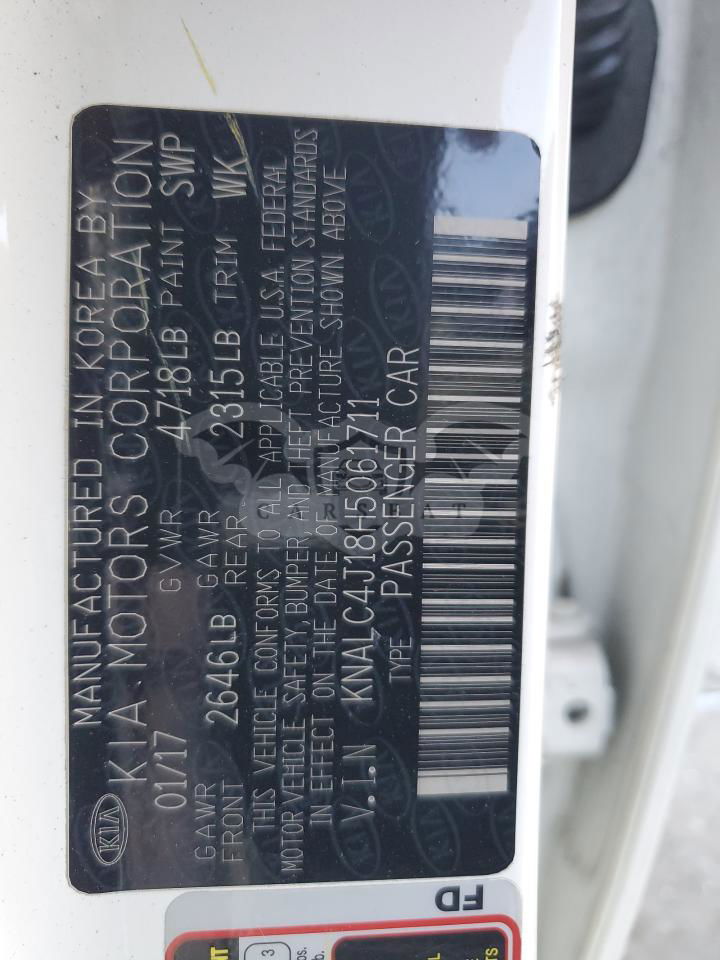 KIA
MANUFACTURED IN KOREA BY
KIA MOTORS CORPORATION
01/17 GVWR 4718LB PAINT SWP
GAWR FRONT 2646LB GAWR REAR 2315LB TRIM WK
THIS VEHICLE CONFORMS TO ALL APPLICABLE U.S.A. FEDERAL
MOTOR VEHICLE SAFETY, BUMPER, AND THEFT PREVENTION STANDARDS
IN EFFECT ON THE DATE OF MANUFACTURE SHOWN ABOVE
V.I.N KNALC4J18H5061711
TYPE PASSENGER CAR
FD
3